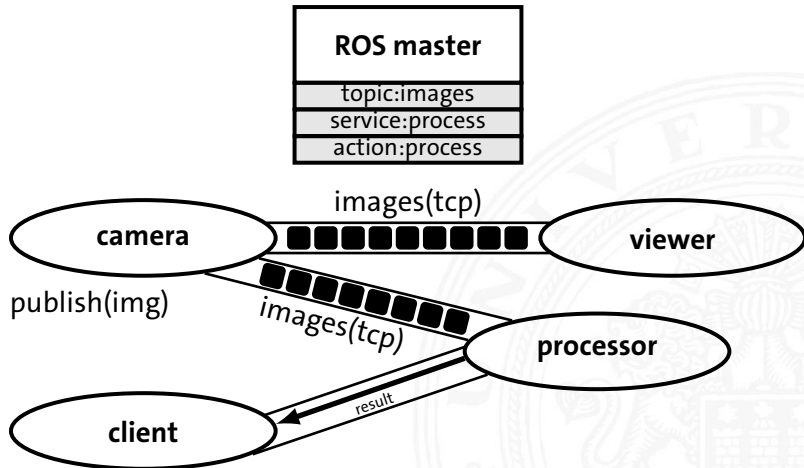 ROS master
topic:images
service:process
action:process
images(tcp)
camera
viewer
publish(img)
images(tcp)
processor
result
client